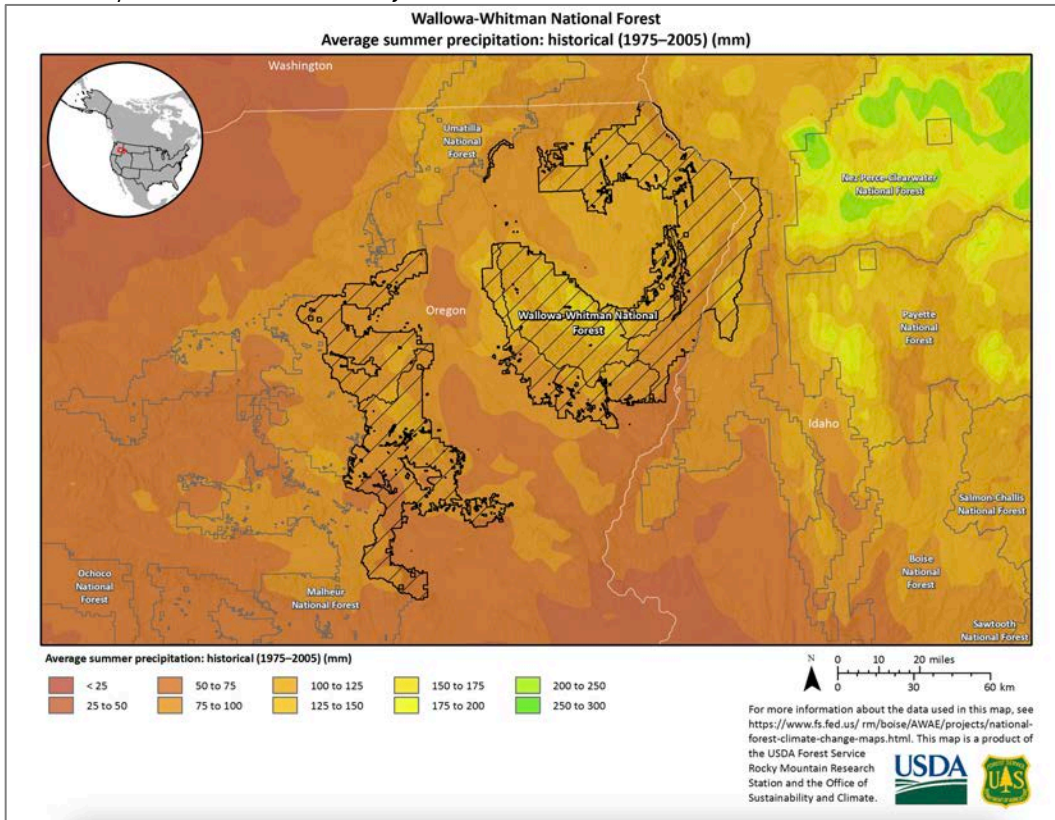 Wallowa-Whitman National Forest
Average summer precipitation: historical (1975–2005) (mm)
Washington
Umatilla
National
Forest
Nez Perce-Clearwater
National Forest
Oregon
Wallowa-Whitman National
Forest
Payette
National
Forest
Idaho
Salmon-Challis
National Forest
Ochoco
National
Forest
Malheur
National Forest
Boise
National
Forest
Sawtooth
National Forest
Average summer precipitation: historical (1975–2005) (mm)
< 25
50 to 75
100 to 125
150 to 175
200 to 250
25 to 50
75 to 100
125 to 150
175 to 200
250 to 300
N
0 10 20 miles
0 30 60 km
For more information about the data used in this map, see
https://www.fs.fed.us/ rm/boise/AWAE/projects/national-
forest-climate-change-maps.html. This map is a product of
the USDA Forest Service
Rocky Mountain Research
Station and the Office of
Sustainability and Climate.
USDA
FOREST SERVICE
U S